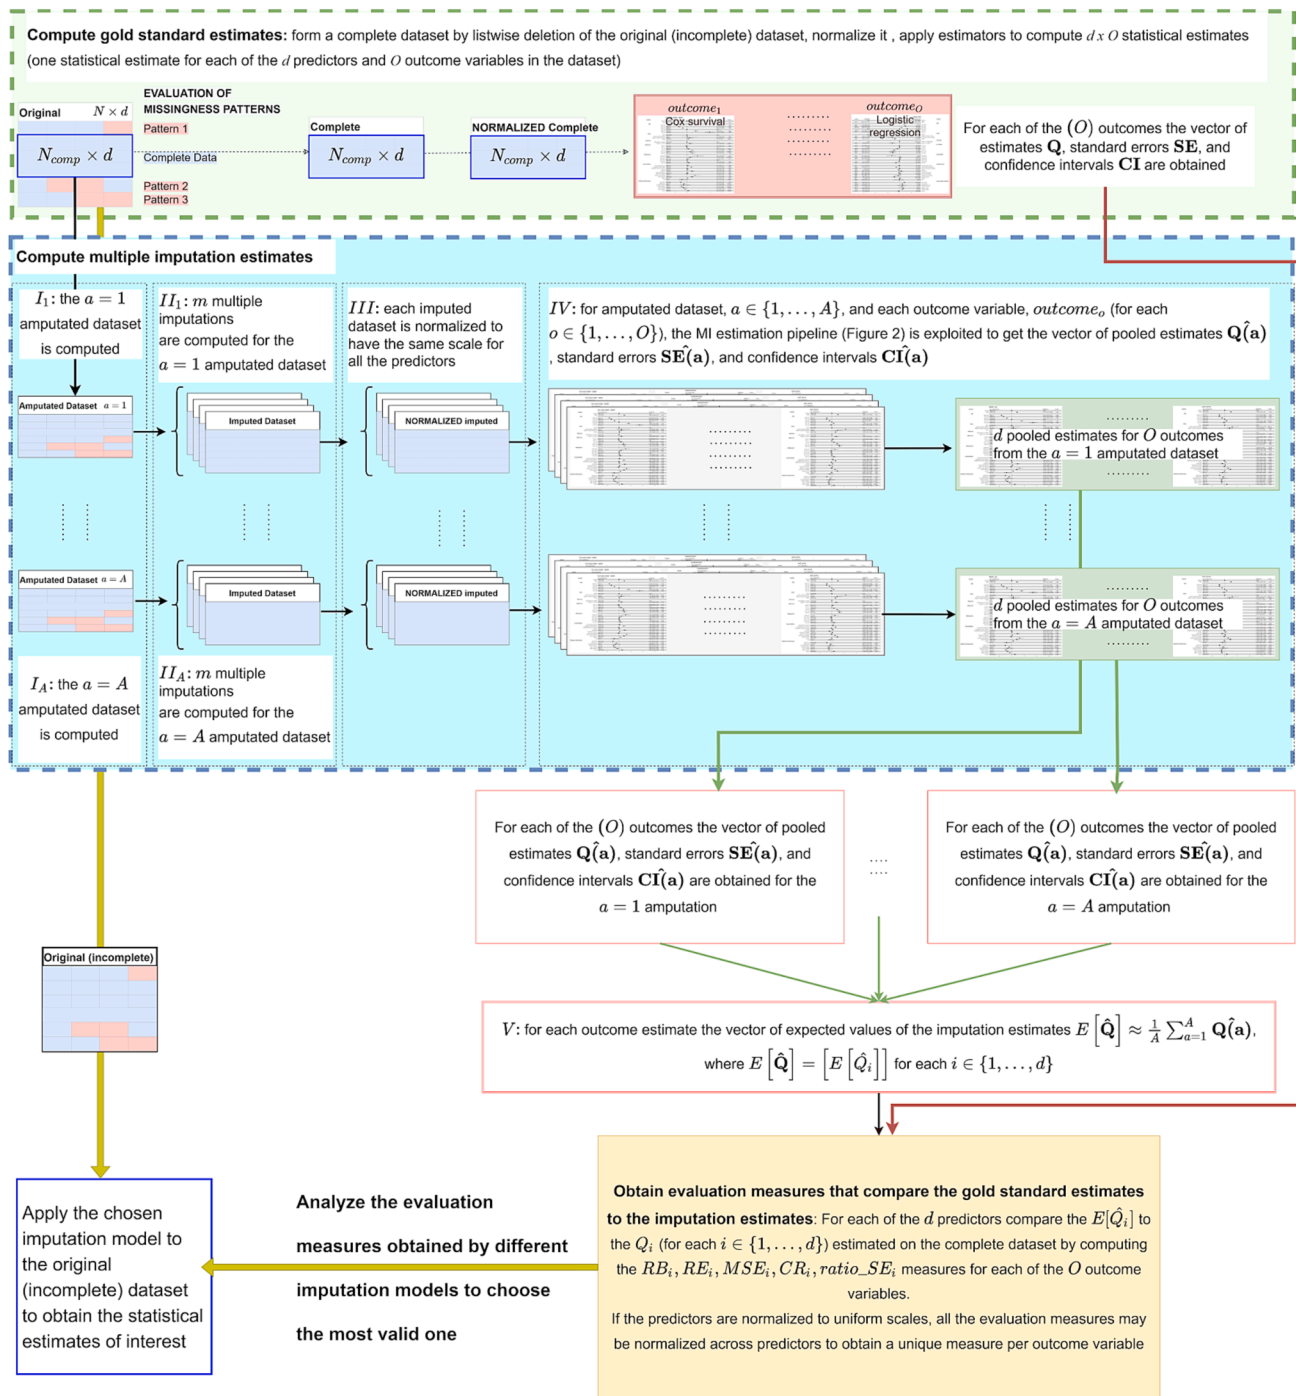 Compute gold standard estimates: form a complete dataset by listwise deletion of the original (incomplete) dataset, normalize it , apply estimators to compute d x O statistical estimates
(one statistical estimate for each of the d predictors and O outcome variables in the dataset)
Original N × d
EVALUATION OF
MISSINGNESS PATTERNS
Pattern 1
N_comp × d
Complete Data
Pattern 2
Pattern 3
Complete
N_comp × d
NORMALIZED Complete
N_comp × d
outcome_1
Cox survival
.........
.........
outcome_O
Logistic
regression
For each of the (O) outcomes the vector of
estimates Q, standard errors SE, and
confidence intervals CI are obtained
Compute multiple imputation estimates
I_1: the a = 1
amputated dataset
is computed
II_1: m multiple
imputations
are computed for the
a = 1 amputated dataset
III: each imputed
dataset is normalized to
have the same scale for
all the predictors
IV: for amputated dataset, a ∈ {1, . . . , A}, and each outcome variable, outcome_o (for each
o ∈ {1, . . . , O}), the MI estimation pipeline (Figure 2) is exploited to get the vector of pooled estimates Q̂(a)
, standard errors SÊ(a), and confidence intervals CÎ(a)
Amputated Dataset a = 1
Imputed Dataset
NORMALIZED imputed
.........
.........
.........
d pooled estimates for O outcomes
from the a = 1 amputated dataset
.........
Amputated Dataset a = A
Imputed Dataset
NORMALIZED imputed
.........
.........
.........
d pooled estimates for O outcomes
from the a = A amputated dataset
.........
I_A: the a = A
amputated dataset
is computed
II_A: m multiple
imputations
are computed for the
a = A amputated dataset
For each of the (O) outcomes the vector of pooled
estimates Q̂(a), standard errors SÊ(a), and
confidence intervals CÎ(a) are obtained for the
a = 1 amputation
....
....
For each of the (O) outcomes the vector of pooled
estimates Q̂(a), standard errors SÊ(a), and
confidence intervals CÎ(a) are obtained for the
a = A amputation
Original (incomplete)
V: for each outcome estimate the vector of expected values of the imputation estimates E[Q̂] ≈ 1/A ∑_{a=1}^{A} Q̂(a),
where E[Q̂] = [E[Q̂_i]] for each i ∈ {1, . . . , d}
Obtain evaluation measures that compare the gold standard estimates
to the imputation estimates: For each of the d predictors compare the E[Q̂_i] to
the Q_i (for each i ∈ {1, . . . , d}) estimated on the complete dataset by computing
the RB_i, RE_i, MSE_i, CR_i, ratio_SE_i measures for each of the O outcome
variables.
If the predictors are normalized to uniform scales, all the evaluation measures may
be normalized across predictors to obtain a unique measure per outcome variable
Analyze the evaluation
measures obtained by different
imputation models to choose
the most valid one
Apply the chosen
imputation model to
the original
(incomplete) dataset
to obtain the statistical
estimates of interest